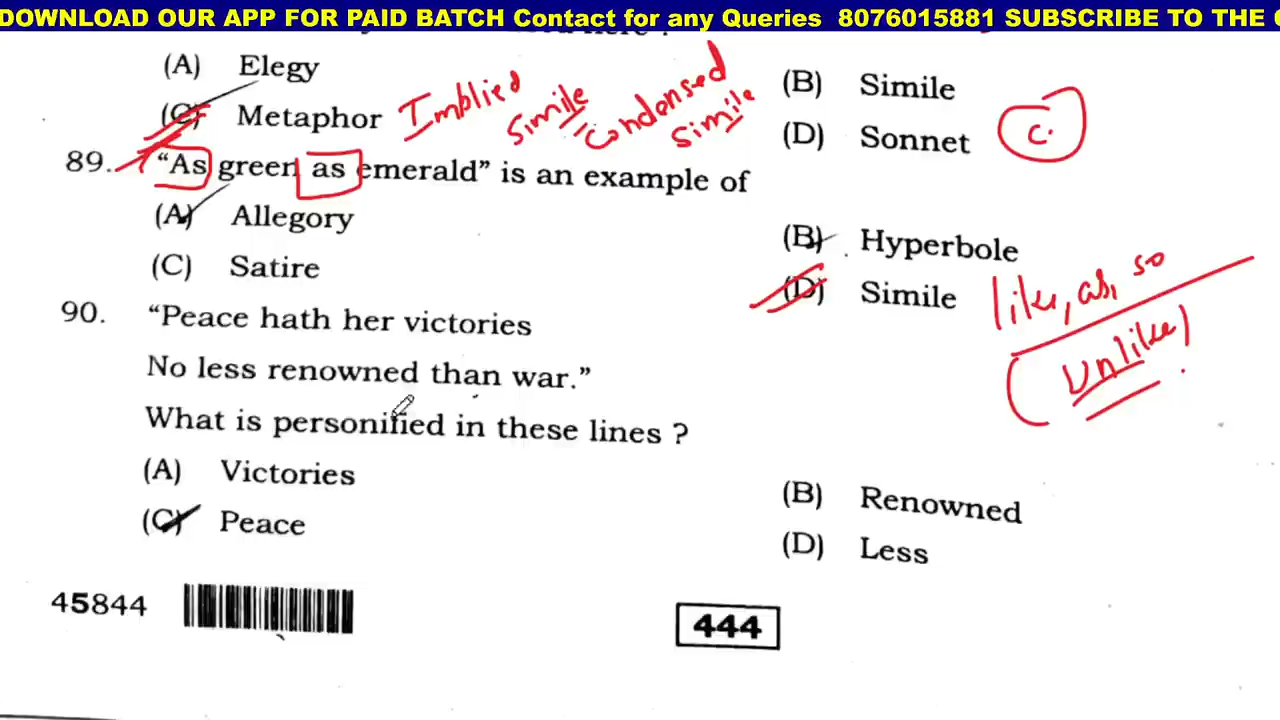 DOWNLOAD OUR APP FOR PAID BATCH Contact for any Queries 8076015881 SUBSCRIBE TO THE
(A) Elegy
(B) Simile
(C) Metaphor
Implied Simile / Condensed Simile
(D) Sonnet
C.
89. "As green as emerald" is an example of
(A) Allegory
(B) Hyperbole
(C) Satire
(D) Simile
like, as, so
Unlike
90. "Peace hath her victories
No less renowned than war."
What is personified in these lines ?
(A) Victories
(B) Renowned
(C) Peace
(D) Less
45844
444